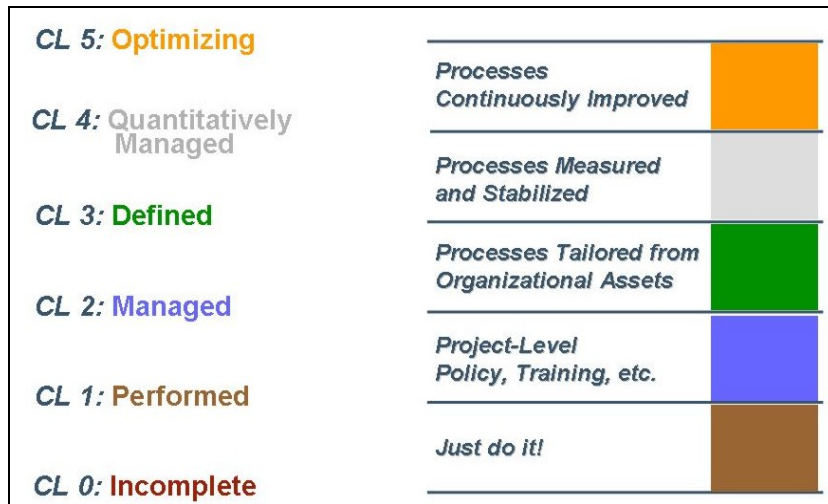 CL 5: Optimizing
CL 4: Quantitatively
Managed
CL 3: Defined
CL 2: Managed
CL 1: Performed
CL 0: Incomplete
Processes
Continuously Improved
Processes Measured
and Stabilized
Processes Tailored from
Organizational Assets
Project-Level
Policy, Training, etc.
Just do it!